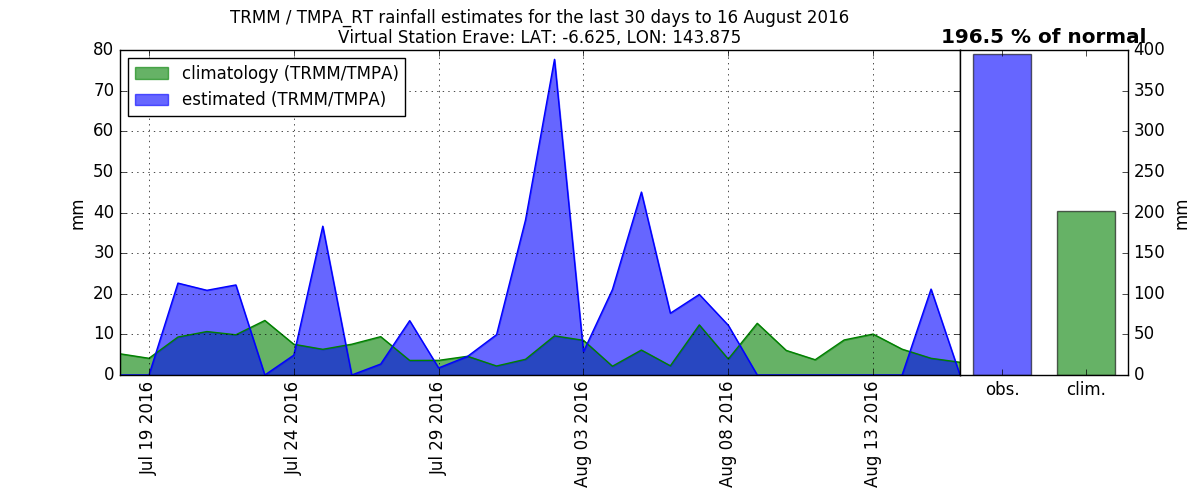 TRMM / TMPA_RT rainfall estimates for the last 30 days to 16 August 2016
Virtual Station Erave: LAT: -6.625, LON: 143.875
196.5 % of normal
climatology (TRMM/TMPA)
estimated (TRMM/TMPA)
mm
80
70
60
50
40
30
20
10
0
Jul 19 2016
Jul 24 2016
Jul 29 2016
Aug 03 2016
Aug 08 2016
Aug 13 2016
obs.
clim.
400
350
300
250
200
150
100
50
0
mm